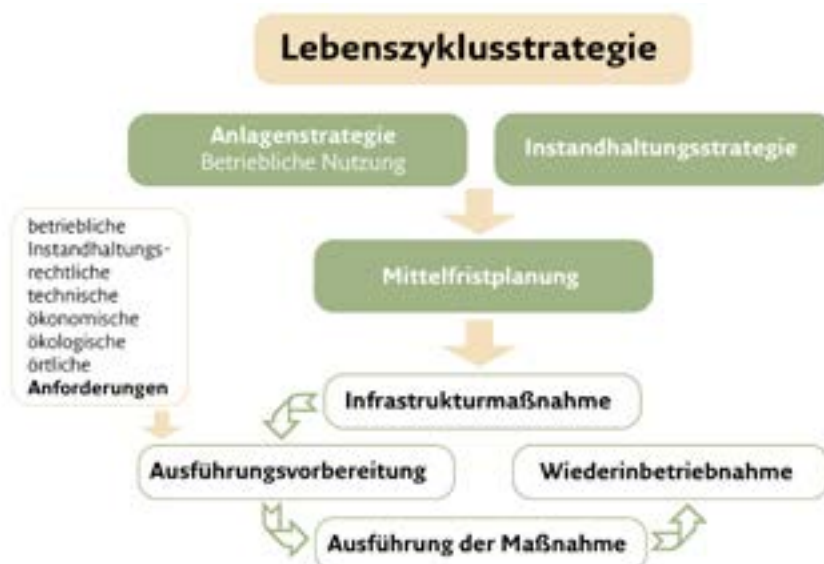 Lebenszyklusstrategie
Anlagenstrategie
Betriebliche Nutzung
Instandhaltungsstrategie
betriebliche
Instandhaltungs-
rechtliche
technische
ökonomische
ökologische
örtliche
Anforderungen
Mittelfristplanung
Infrastrukturmaßnahme
Ausführungsvorbereitung
Wiederinbetriebnahme
Ausführung der Maßnahme